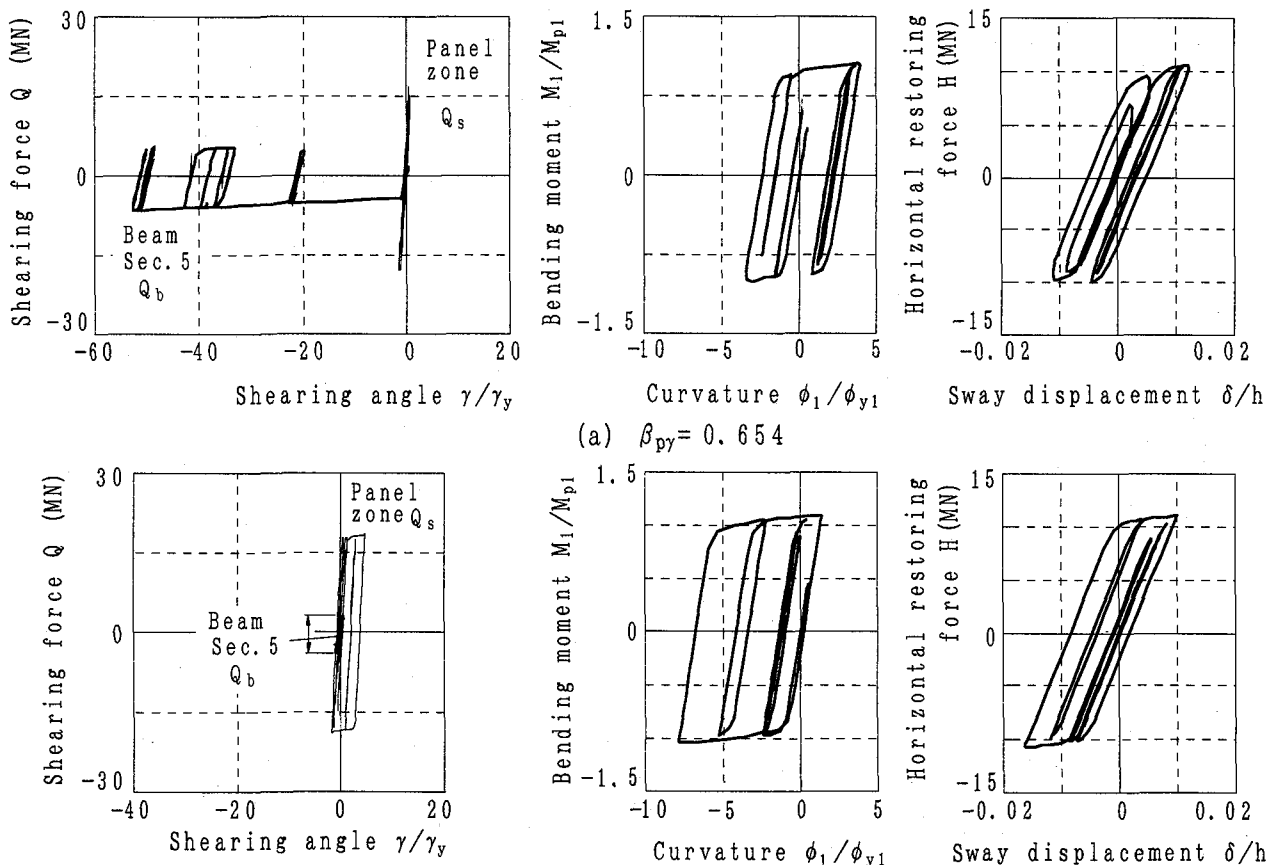 Shearing force Q (MN)
30
0
-30
-60
-40
-20
0
20
Panel
zone
Qs
Beam
Sec. 5
Qb
Shearing angle γ/γy
Bending moment M1/Mp1
1.5
0
-1.5
-10
-5
0
5
Curvature φ1/φy1
Horizontal restoring
force H (MN)
15
0
-15
-0.02
0
0.02
Sway displacement δ/h
(a) βpγ= 0.654
Shearing force Q (MN)
30
0
-30
-40
-20
0
20
Panel
zone Qs
Beam
Sec. 5
Qb
Shearing angle γ/γy
Bending moment M1/Mp1
1.5
0
-1.5
-10
-5
0
5
Curvature φ1/φy1
Horizontal restoring
force H (MN)
15
0
-15
-0.02
0
0.02
Sway displacement δ/h